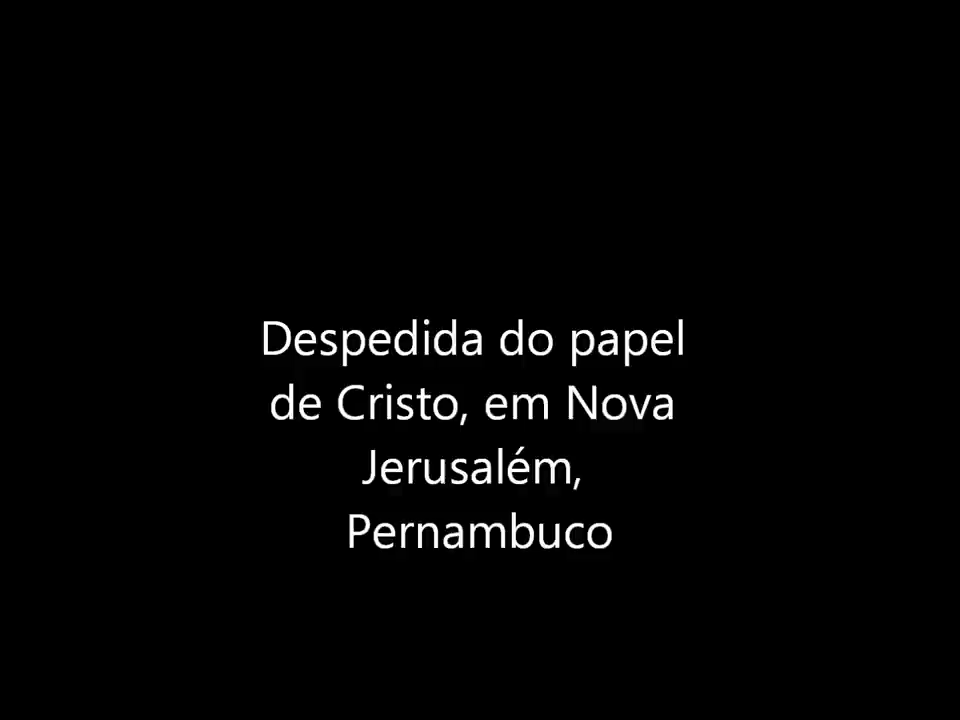 Despedida do papel
de Cristo, em Nova
Jerusalém,
Pernambuco